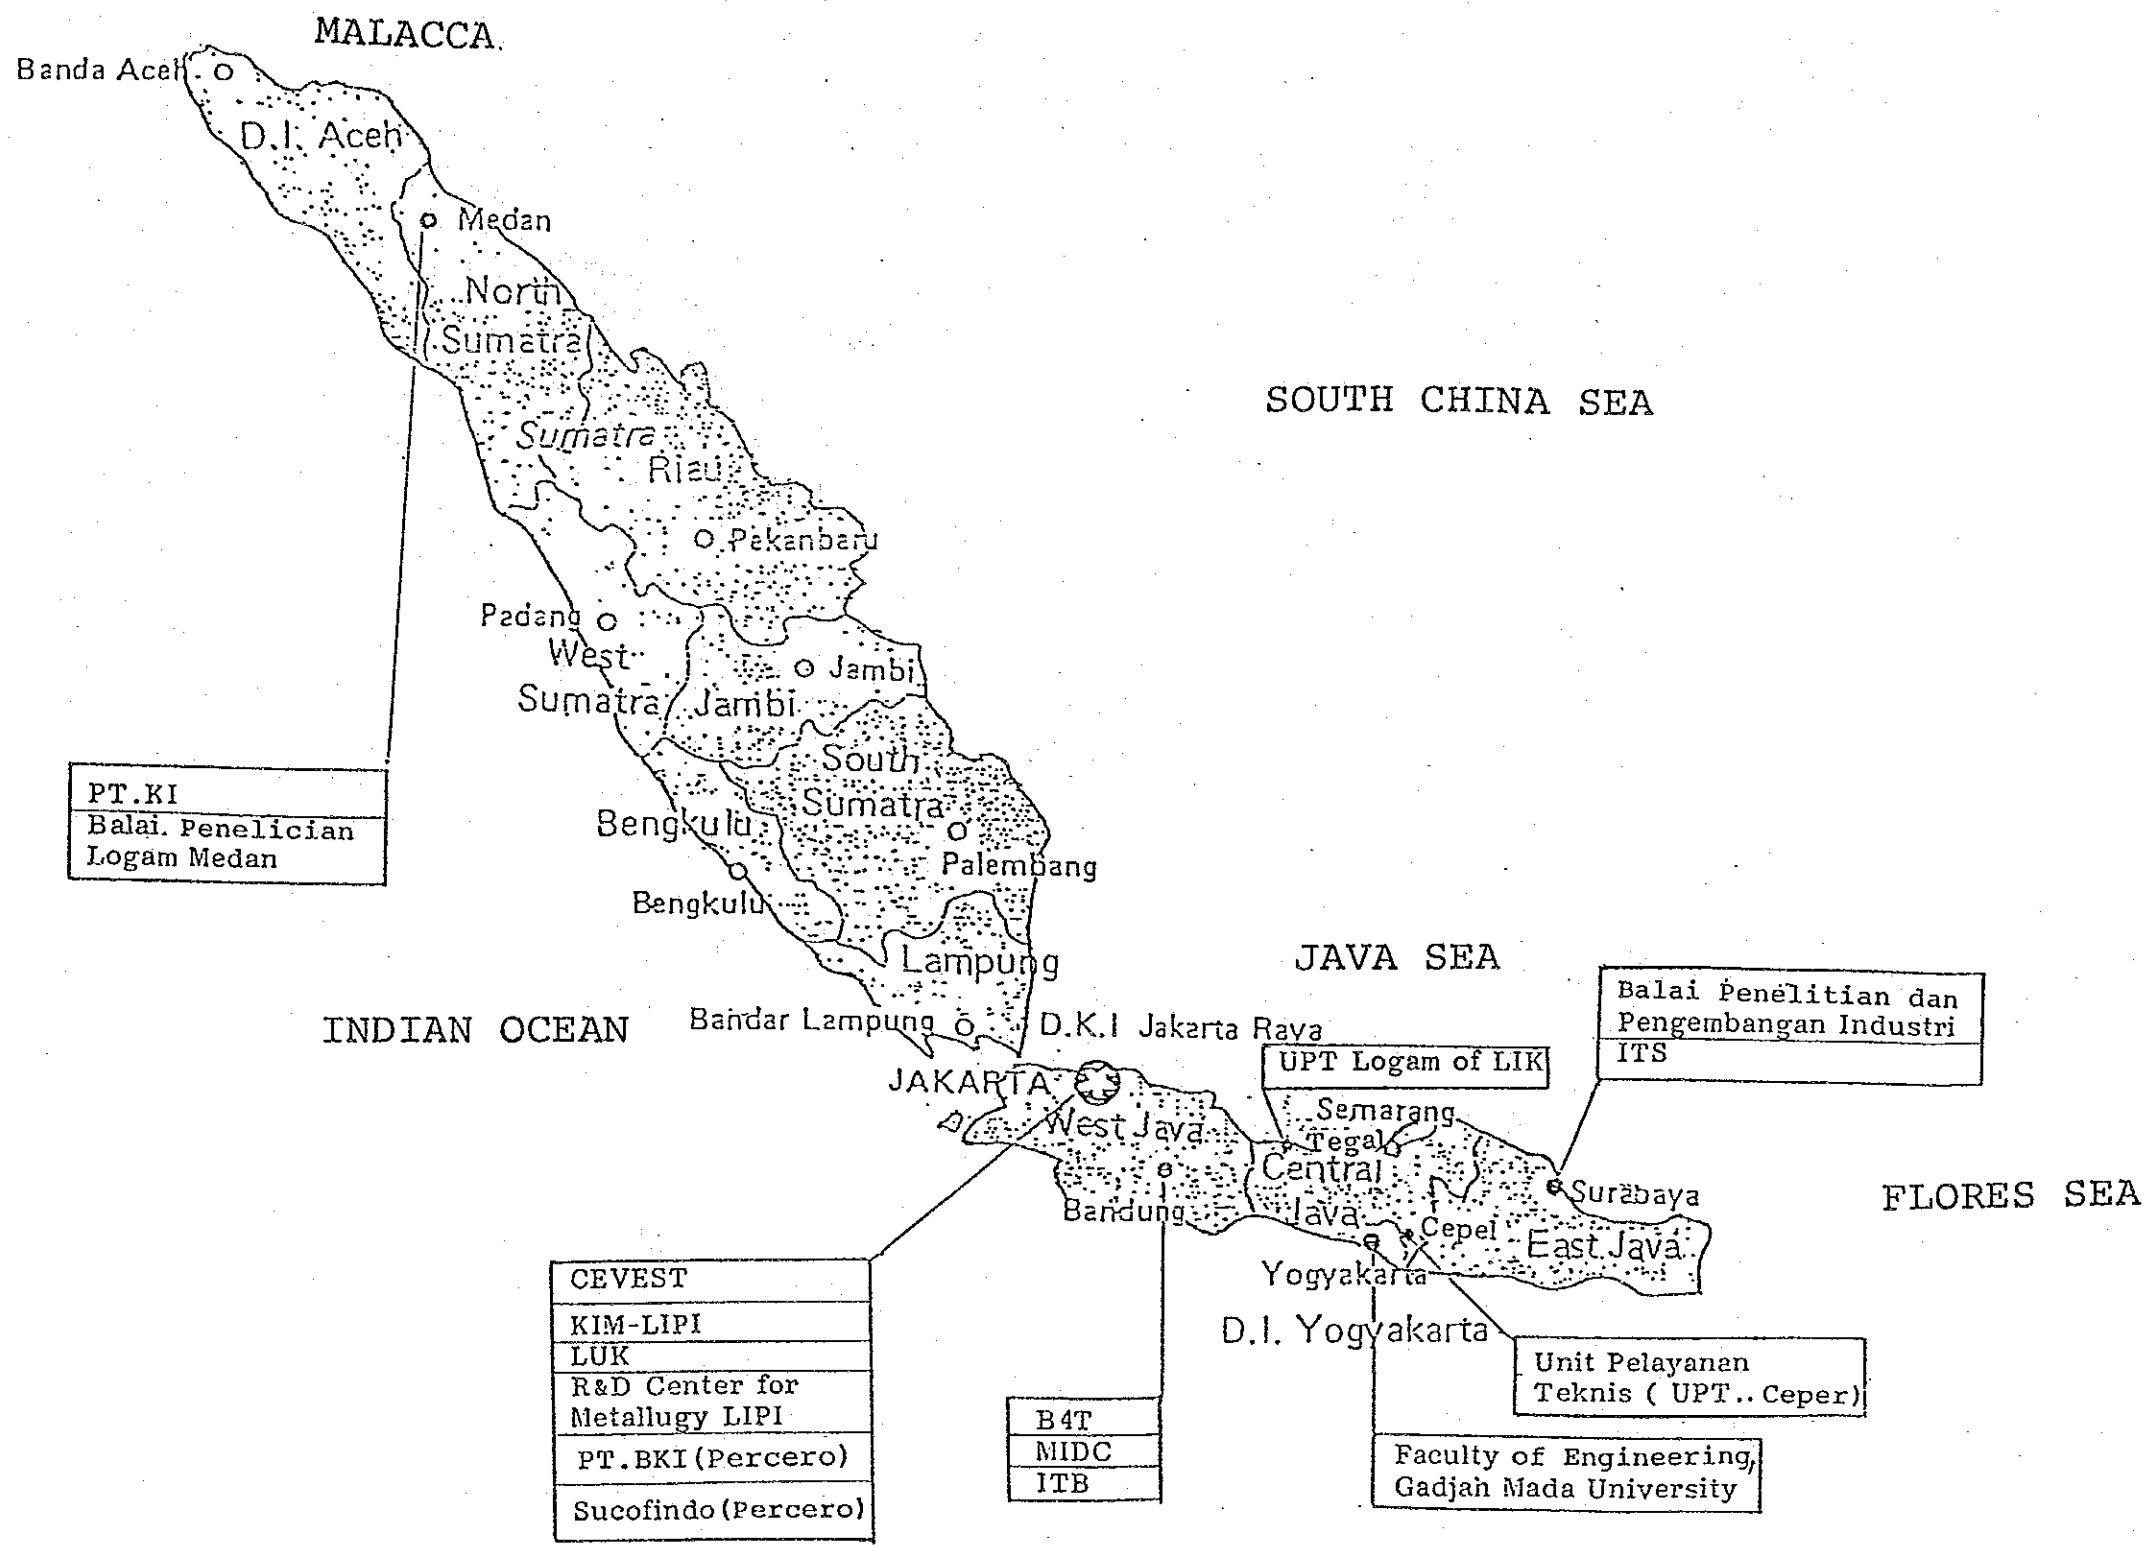 MALACCA.
Banda Aceh
D.I. Aceh
Medan
North
Sumatra
SOUTH CHINA SEA
Sumatra
Riau
Pekanbaru
Padang
West
Sumatra
Jambi
Jambi
South
Sumatra
PT.KI
Balai. Penelician
Logam Medan
Bengkulu
Palembang
Bengkulu
Lampung
JAVA SEA
Balai Penelitian dan
Pengembangan Industri
ITS
INDIAN OCEAN
Bandar Lampung
D.K.I Jakarta Raya
UPT Logam of LIK
JAKARTA
Semarang
West Java
Tegal
Central
Java
Surabaya
FLORES SEA
Bandung
Cepel
East Java
Yogyakarta
D.I. Yogyakarta
CEVEST
KIM-LIPI
LUK
R&D Center for
Metallugy LIPI
PT.BKI(Percero)
Sucofindo(Percero)
B4T
MIDC
ITB
Unit Pelayanan
Teknis ( UPT.. Ceper)
Faculty of Engineering,
Gadjah Mada University